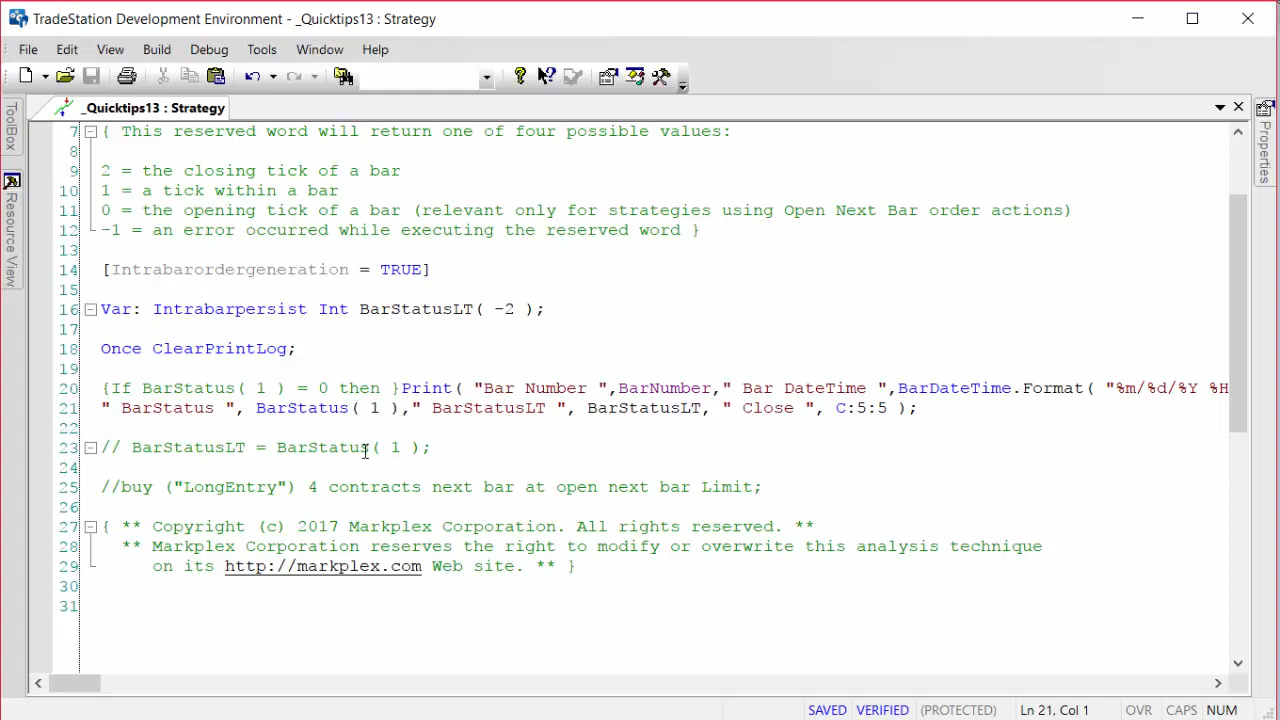 TradeStation Development Environment - _Quicktips13 : Strategy
File Edit View Build Debug Tools Window Help
_Quicktips13 : Strategy
ToolBox
Resource View
Properties
7 { This reserved word will return one of four possible values:
8
9 2 = the closing tick of a bar
10 1 = a tick within a bar
11 0 = the opening tick of a bar (relevant only for strategies using Open Next Bar order actions)
12 -1 = an error occurred while executing the reserved word }
13
14 [Intrabarordergeneration = TRUE]
15
16 Var: Intrabarpersist Int BarStatusLT( -2 );
17
18 Once ClearPrintLog;
19
20 {If BarStatus( 1 ) = 0 then }Print( "Bar Number ",BarNumber," Bar DateTime ",BarDateTime.Format( "%m/%d/%Y %H
21 " BarStatus ", BarStatus( 1 )," BarStatusLT ", BarStatusLT, " Close ", C:5:5 );
22
23 // BarStatusLT = BarStatus( 1 );
24
25 //buy ("LongEntry") 4 contracts next bar at open next bar Limit;
26
27 { ** Copyright (c) 2017 Markplex Corporation. All rights reserved. **
28 ** Markplex Corporation reserves the right to modify or overwrite this analysis technique
29 on its http://markplex.com Web site. ** }
30
31
SAVED VERIFIED (PROTECTED) Ln 21, Col 1 OVR CAPS NUM